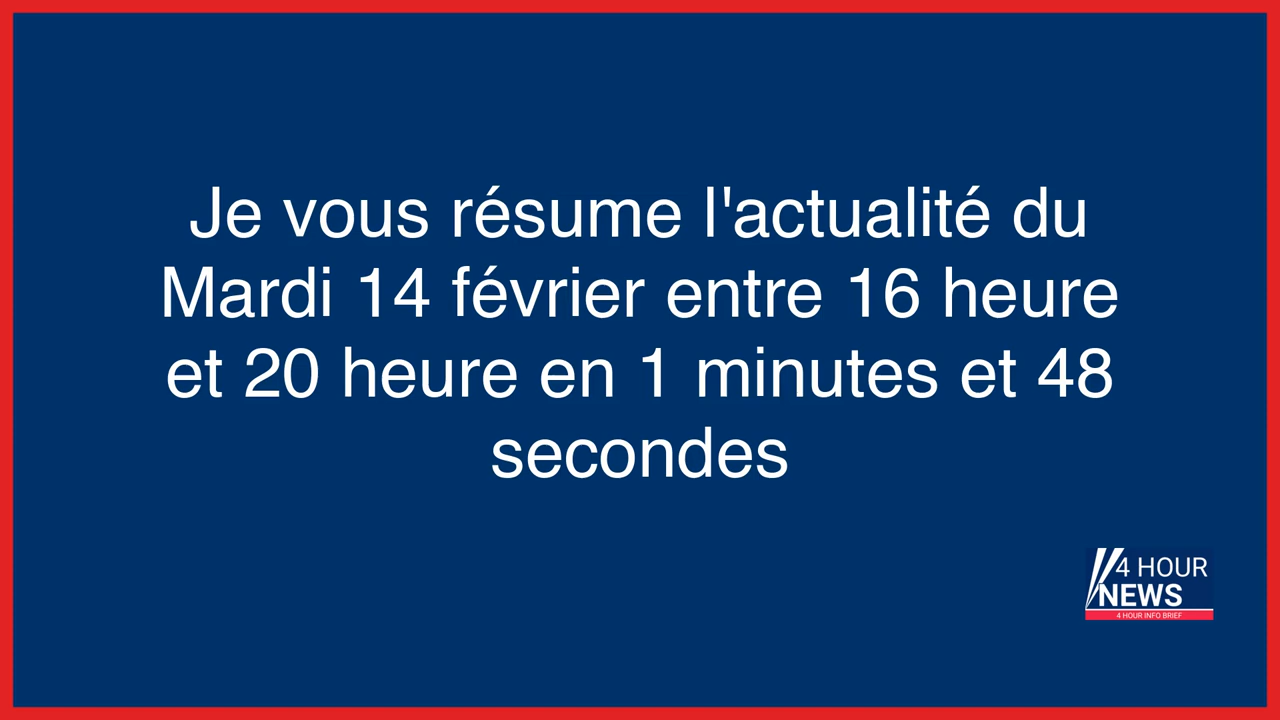 Je vous résume l'actualité du
Mardi 14 février entre 16 heure
et 20 heure en 1 minutes et 48
secondes
4 HOUR
NEWS
4 HOUR INFO BRIEF